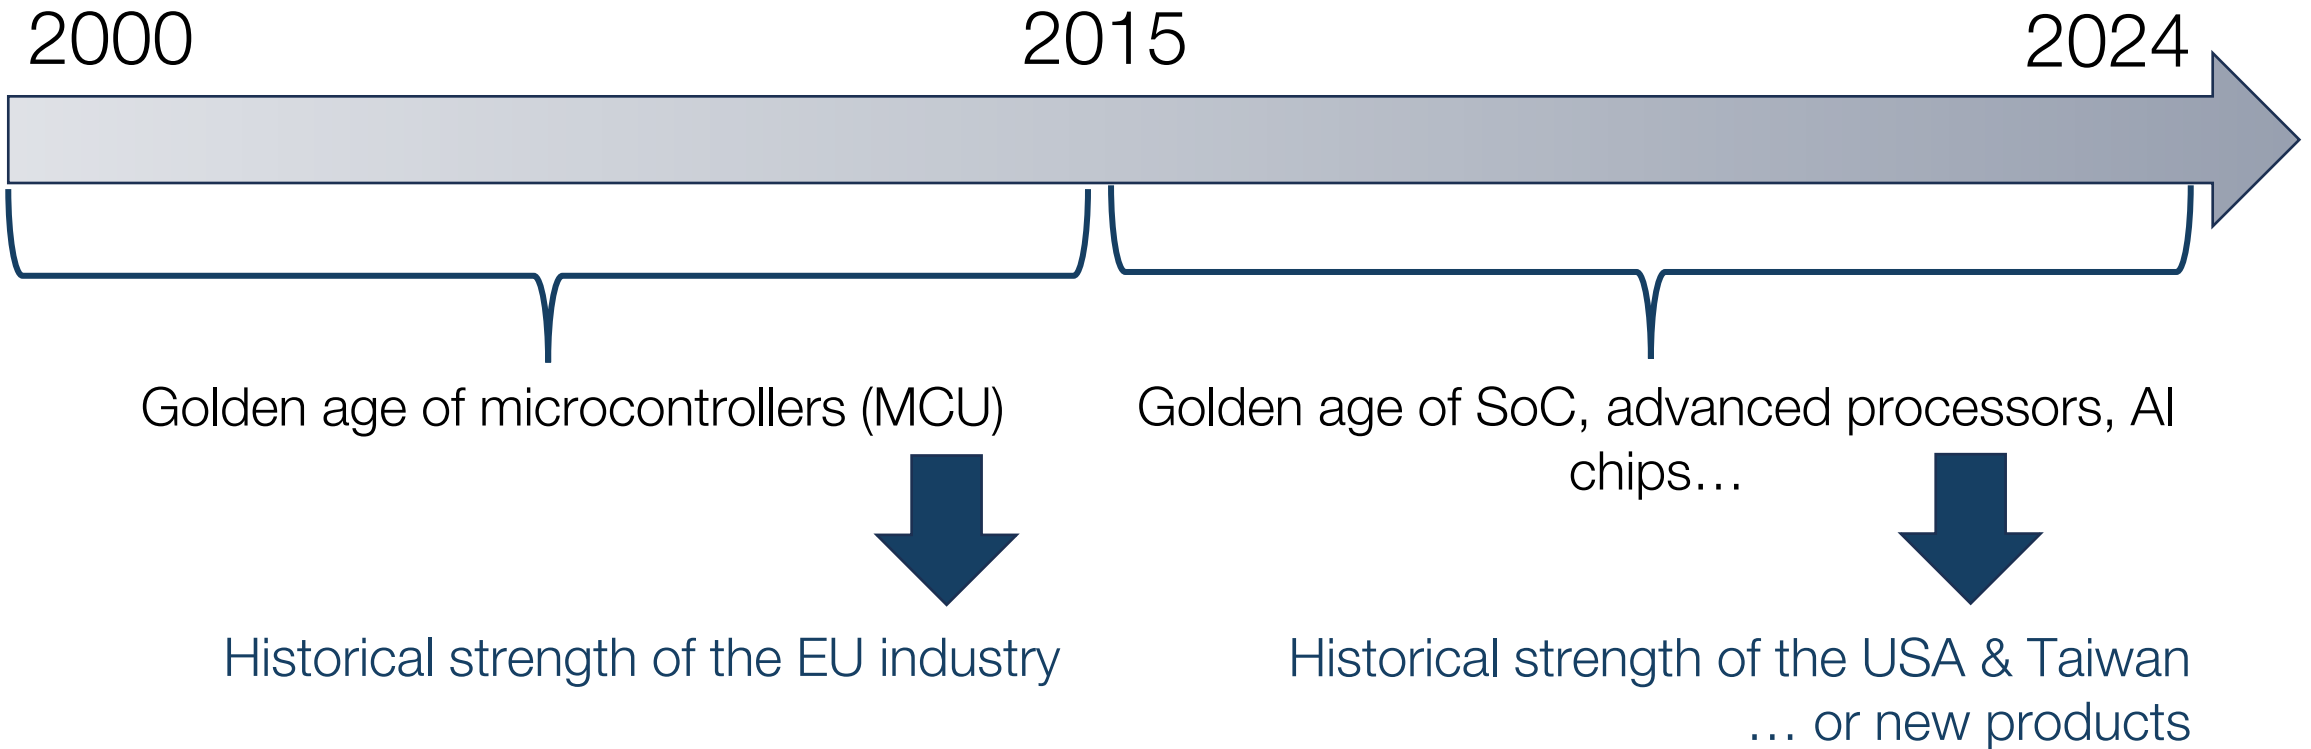 2000
2015
2024
Golden age of microcontrollers (MCU)
Golden age of SoC, advanced processors, AI
chips…
Historical strength of the EU industry
Historical strength of the USA & Taiwan
… or new products